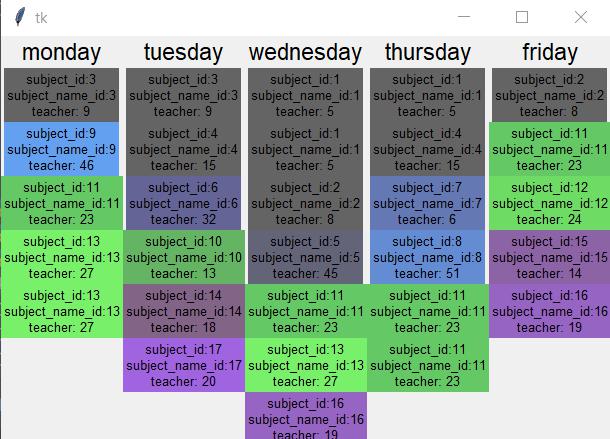 tk
monday tuesday wednesday thursday friday
subject_id:3 subject_id:3 subject_id:1 subject_id:1 subject_id:2
subject_name_id:3 subject_name_id:3 subject_name_id:1 subject_name_id:1 subject_name_id:2
teacher: 9 teacher: 9 teacher: 5 teacher: 5 teacher: 8
subject_id:9 subject_id:4 subject_id:1 subject_id:4 subject_id:11
subject_name_id:9 subject_name_id:4 subject_name_id:1 subject_name_id:4 subject_name_id:11
teacher: 46 teacher: 15 teacher: 5 teacher: 15 teacher: 23
subject_id:11 subject_id:6 subject_id:2 subject_id:7 subject_id:12
subject_name_id:11 subject_name_id:6 subject_name_id:2 subject_name_id:7 subject_name_id:12
teacher: 23 teacher: 32 teacher: 8 teacher: 6 teacher: 24
subject_id:13 subject_id:10 subject_id:5 subject_id:8 subject_id:15
subject_name_id:13 subject_name_id:10 subject_name_id:5 subject_name_id:8 subject_name_id:15
teacher: 27 teacher: 13 teacher: 45 teacher: 51 teacher: 14
subject_id:13 subject_id:14 subject_id:11 subject_id:11 subject_id:16
subject_name_id:13 subject_name_id:14 subject_name_id:11 subject_name_id:11 subject_name_id:16
teacher: 27 teacher: 18 teacher: 23 teacher: 23 teacher: 19
subject_id:17 subject_id:13 subject_id:11
subject_name_id:17 subject_name_id:13 subject_name_id:11
teacher: 20 teacher: 27 teacher: 23
subject_id:16
subject_name_id:16
teacher: 19